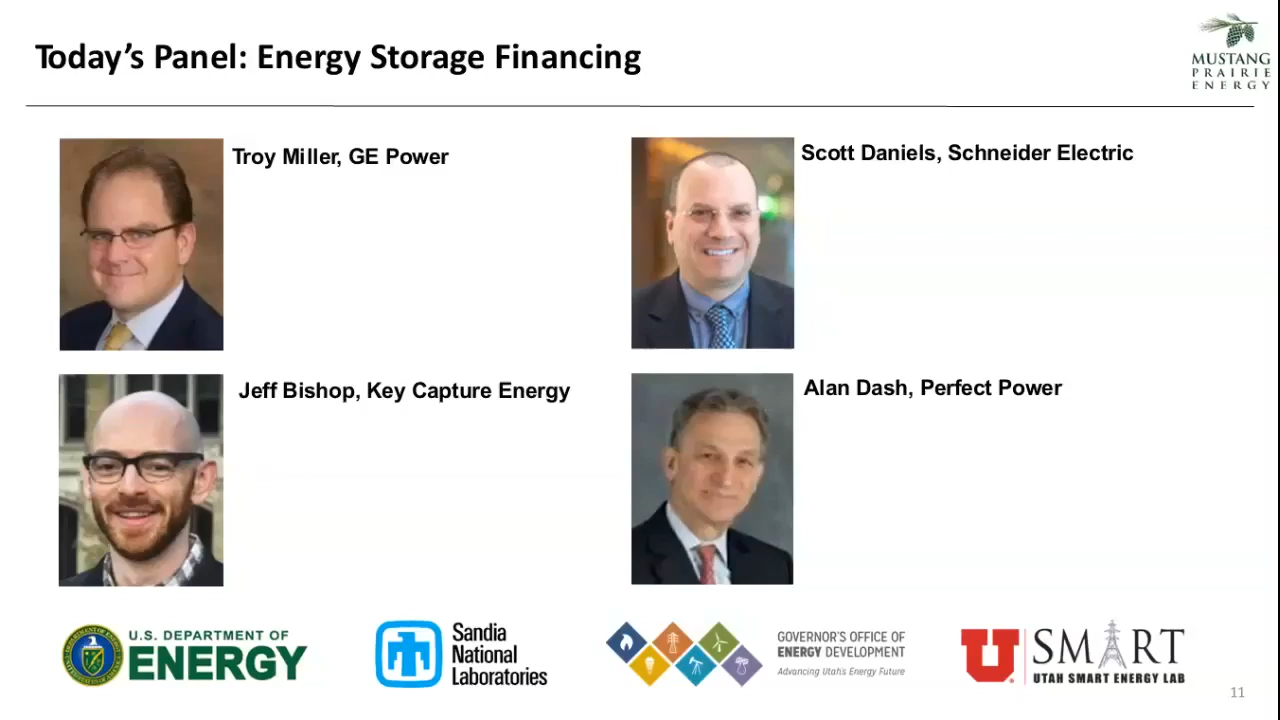 Today’s Panel: Energy Storage Financing
MUSTANG
PRAIRIE
ENERGY
Troy Miller, GE Power
Scott Daniels, Schneider Electric
Jeff Bishop, Key Capture Energy
Alan Dash, Perfect Power
U.S. DEPARTMENT OF
ENERGY
Sandia
National
Laboratories
GOVERNOR'S OFFICE OF
ENERGY DEVELOPMENT
Advancing Utah's Energy Future
U
SMART
UTAH SMART ENERGY LAB
11